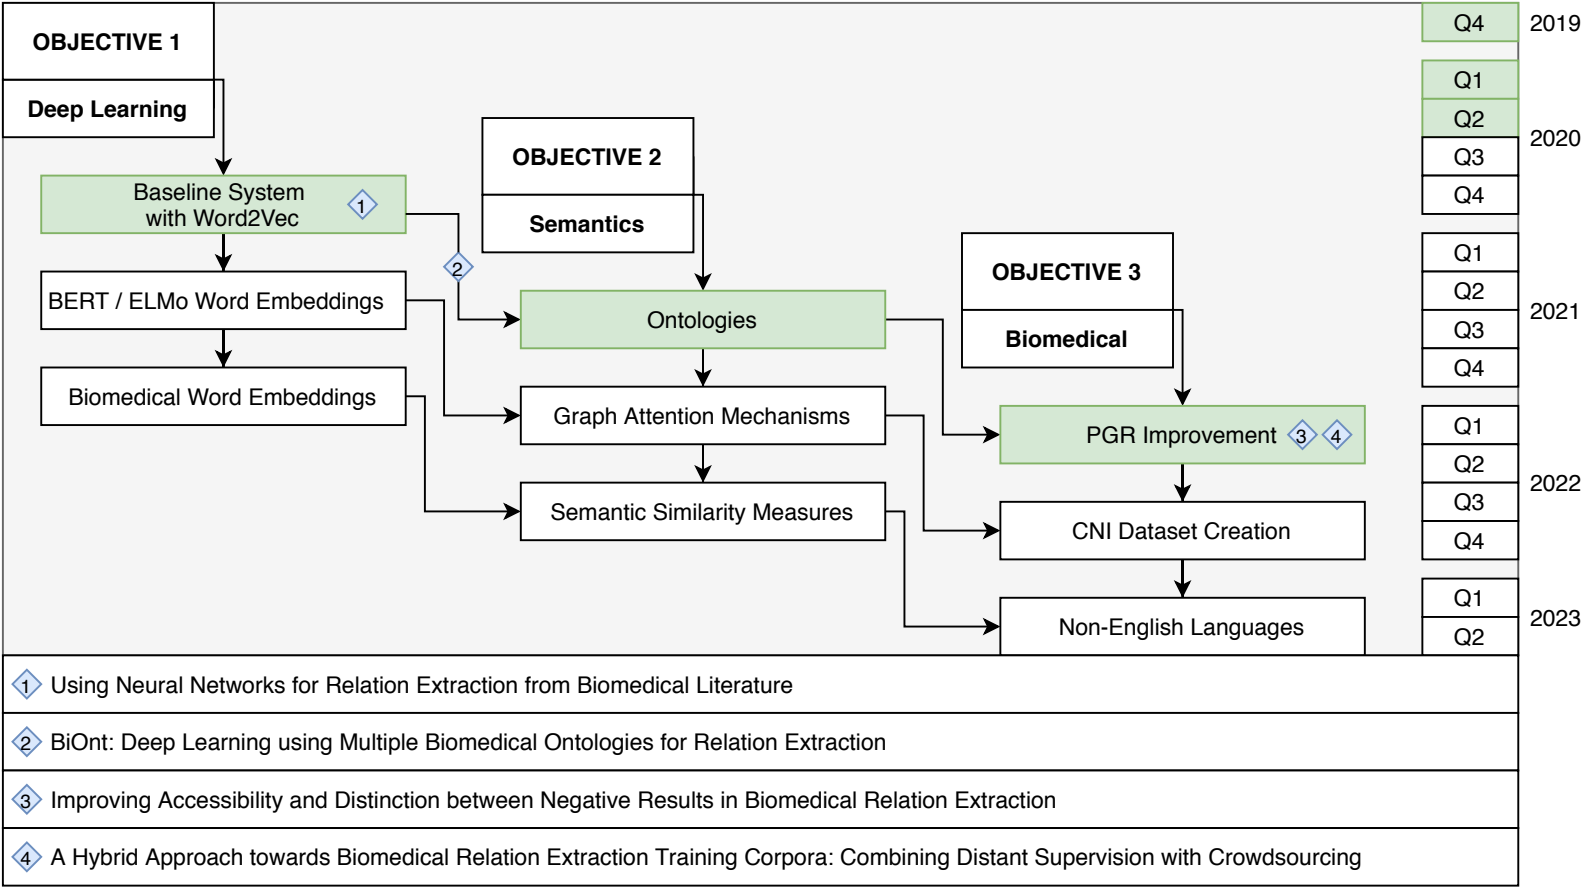 OBJECTIVE 1
Deep Learning
Baseline System
with Word2Vec
1
BERT / ELMo Word Embeddings
Biomedical Word Embeddings
2
OBJECTIVE 2
Semantics
Ontologies
Graph Attention Mechanisms
Semantic Similarity Measures
OBJECTIVE 3
Biomedical
PGR Improvement 3 4
CNI Dataset Creation
Non-English Languages
Q4 2019
Q1
Q2
2020
Q3
Q4
Q1
Q2
2021
Q3
Q4
Q1
Q2
2022
Q3
Q4
Q1
2023
Q2
1 Using Neural Networks for Relation Extraction from Biomedical Literature
2 BiOnt: Deep Learning using Multiple Biomedical Ontologies for Relation Extraction
3 Improving Accessibility and Distinction between Negative Results in Biomedical Relation Extraction
4 A Hybrid Approach towards Biomedical Relation Extraction Training Corpora: Combining Distant Supervision with Crowdsourcing